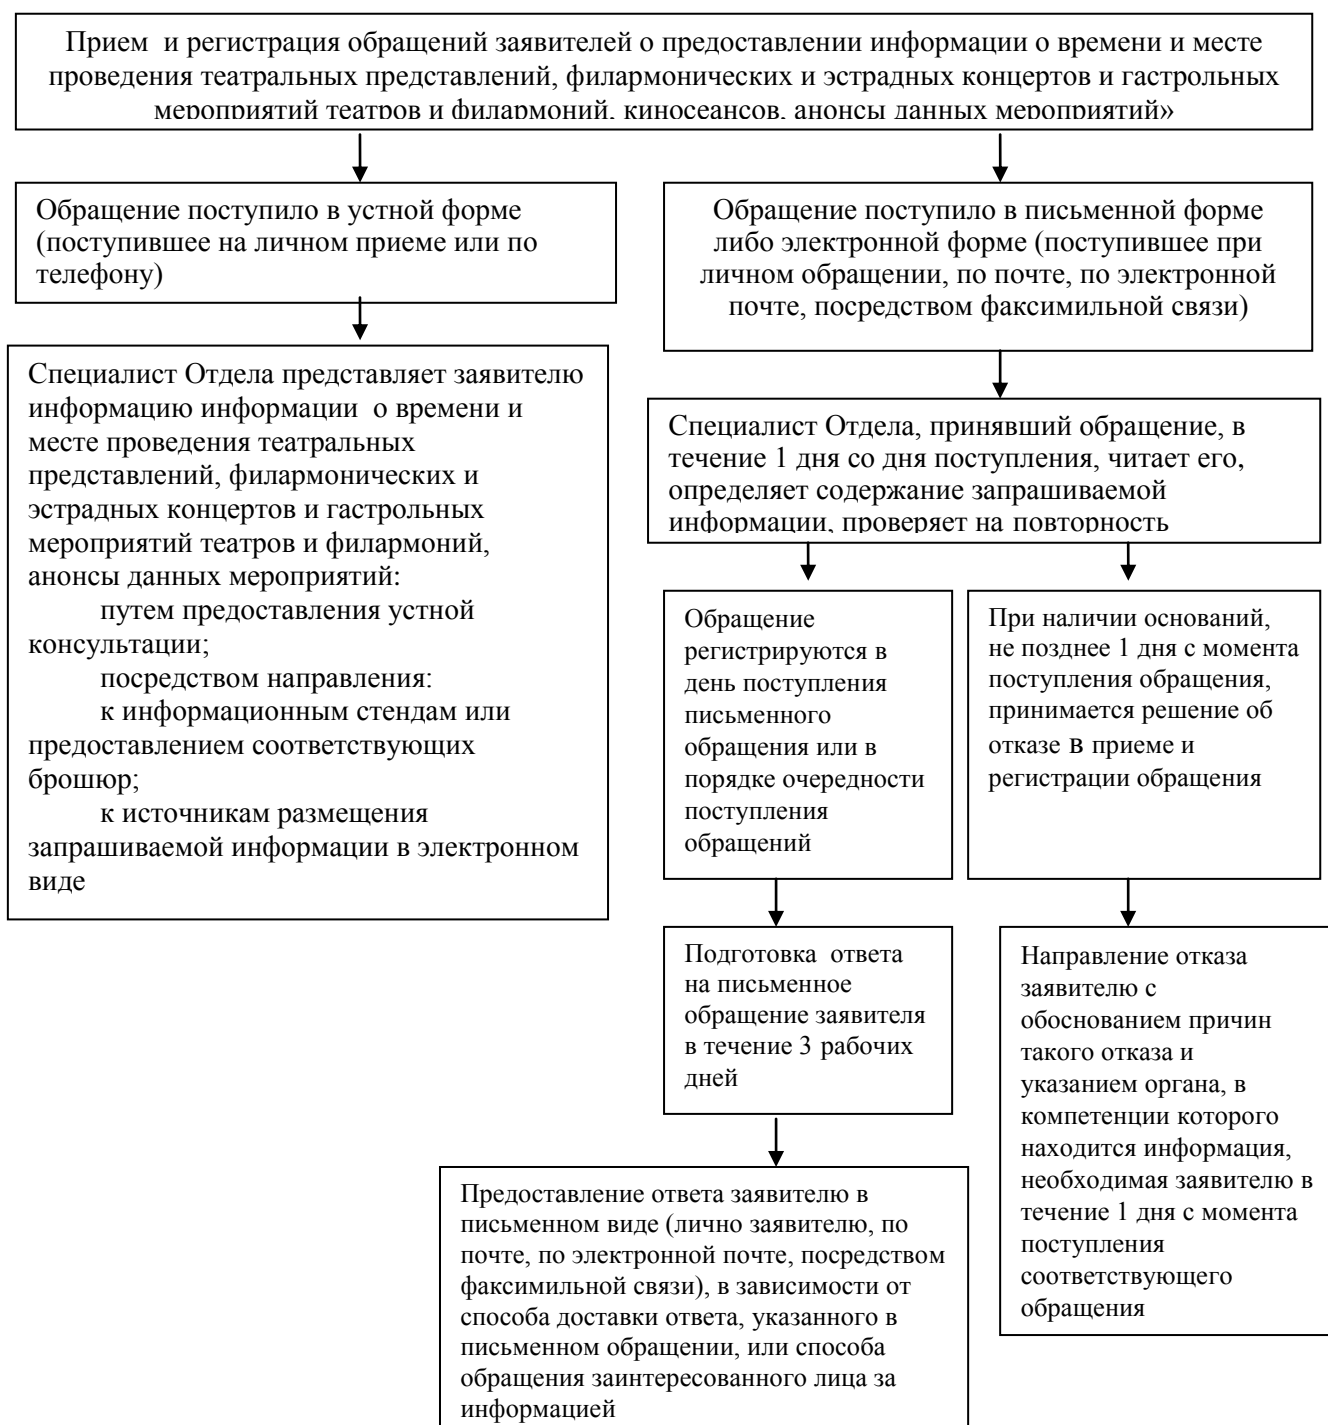 Прием  и регистрация обращений заявителей о предоставлении информации о времени и месте
проведения театральных представлений, филармонических и эстрадных концертов и гастрольных
мероприятий театров и филармоний, киносеансов, анонсы данных мероприятий»
Обращение поступило в устной форме
(поступившее на личном приеме или по
телефону)
Обращение поступило в письменной форме
либо электронной форме (поступившее при
личном обращении, по почте, по электронной
почте, посредством факсимильной связи)
Специалист Отдела представляет заявителю
информацию информации  о времени и
месте проведения театральных
представлений, филармонических и
эстрадных концертов и гастрольных
мероприятий театров и филармоний,
анонсы данных мероприятий:
путем предоставления устной
консультации;
посредством направления:
к информационным стендам или
предоставлением соответствующих
брошюр;
к источникам размещения
запрашиваемой информации в электронном
виде
Специалист Отдела, принявший обращение, в
течение 1 дня со дня поступления, читает его,
определяет содержание запрашиваемой
информации, проверяет на повторность
Обращение
регистрируются в
день поступления
письменного
обращения или в
порядке очередности
поступления
обращений
При наличии оснований,
не позднее 1 дня с момента
поступления обращения,
принимается решение об
отказе в приеме и
регистрации обращения
Подготовка  ответа
на письменное
обращение заявителя
в течение 3 рабочих
дней
Направление отказа
заявителю с
обоснованием причин
такого отказа и
указанием органа, в
компетенции которого
находится информация,
необходимая заявителю в
течение 1 дня с момента
поступления
соответствующего
обращения
Предоставление ответа заявителю в
письменном виде (лично заявителю, по
почте, по электронной почте, посредством
факсимильной связи), в зависимости от
способа доставки ответа, указанного в
письменном обращении, или способа
обращения заинтересованного лица за
информацией